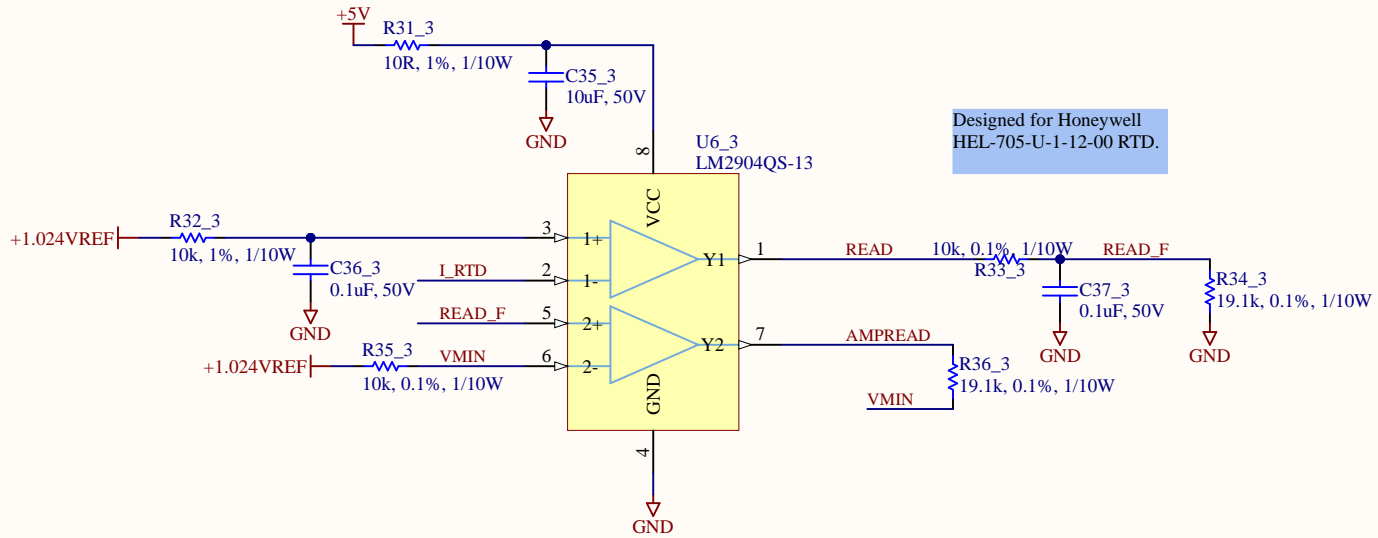 +5V
R31_3
10R, 1%, 1/10W
C35_3
10uF, 50V
GND
Designed for Honeywell
HEL-705-U-1-12-00 RTD.
U6_3
LM2904QS-13
8
VCC
+1.024VREF
R32_3
10k, 1%, 1/10W
C36_3
0.1uF, 50V
GND
3
1+
I_RTD
2
1-
READ_F
5
2+
+1.024VREF
R35_3
10k, 0.1%, 1/10W
VMIN
6
2-
Y1
1
READ
10k, 0.1%, 1/10W
R33_3
READ_F
C37_3
0.1uF, 50V
GND
R34_3
19.1k, 0.1%, 1/10W
GND
Y2
7
AMPREAD
R36_3
19.1k, 0.1%, 1/10W
VMIN
GND
4
GND